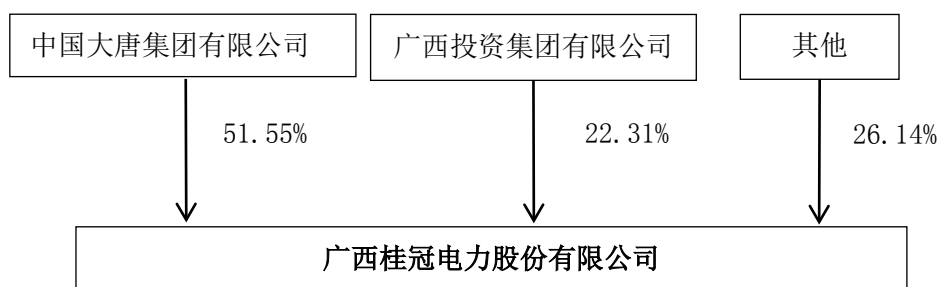 中国大唐集团有限公司
广西投资集团有限公司
其他
51.55%
22.31%
26.14%
广西桂冠电力股份有限公司